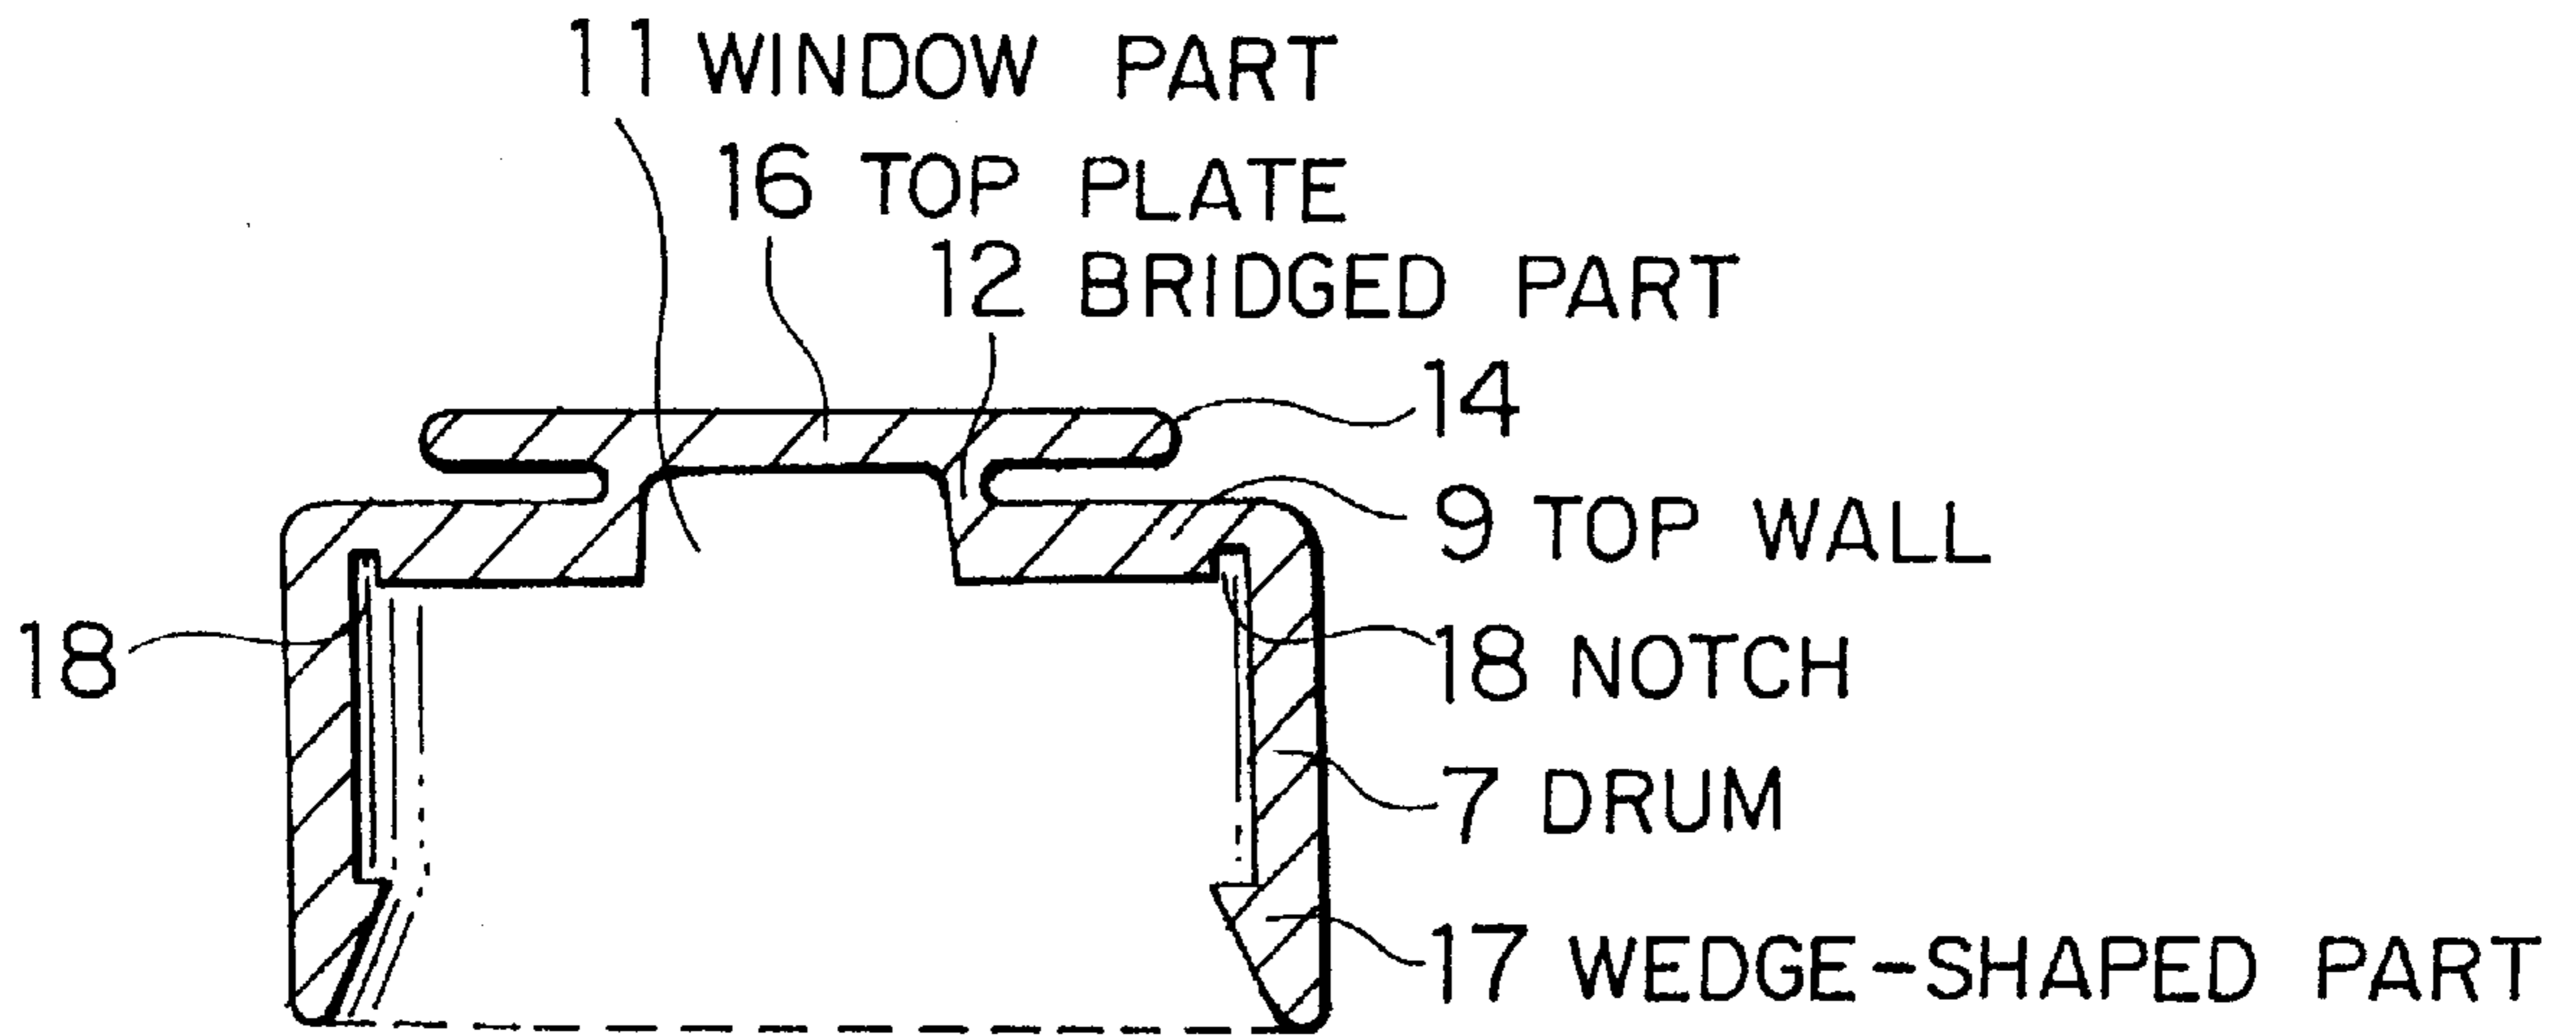 11 WINDOW PART
16 TOP PLATE
12 BRIDGED PART
14
9 TOP WALL
18
18 NOTCH
7 DRUM
17 WEDGE-SHAPED PART